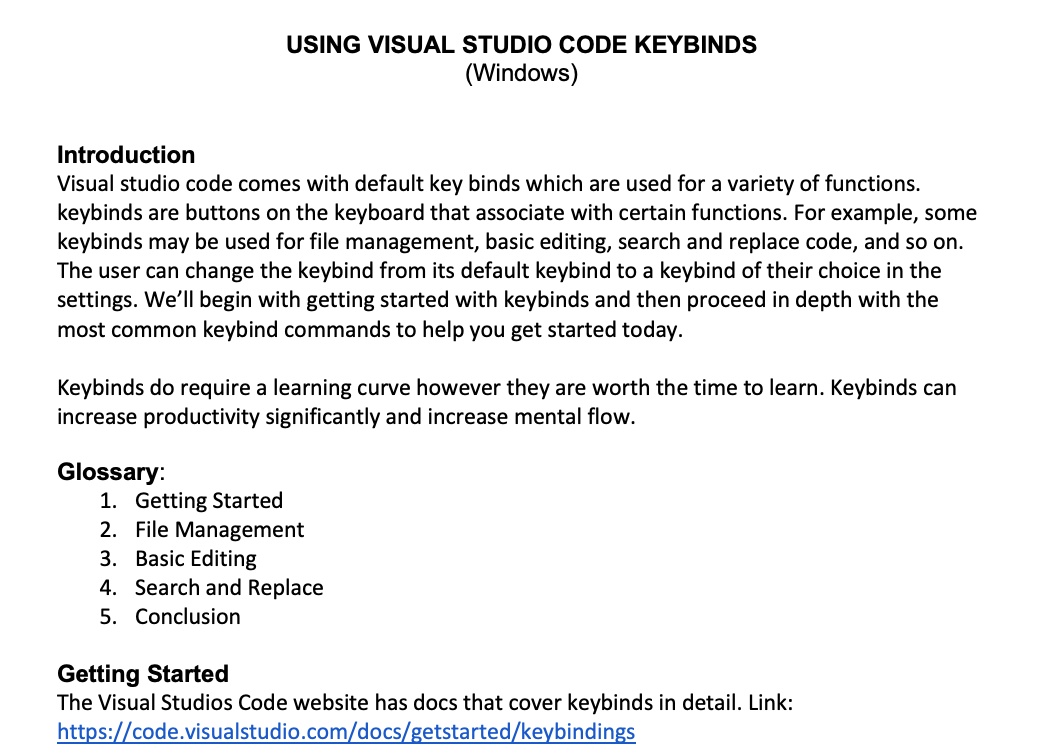 USING VISUAL STUDIO CODE KEYBINDS
(Windows)
Introduction
Visual studio code comes with default key binds which are used for a variety of functions.
keybinds are buttons on the keyboard that associate with certain functions. For example, some
keybinds may be used for file management, basic editing, search and replace code, and so on.
The user can change the keybind from its default keybind to a keybind of their choice in the
settings. We’ll begin with getting started with keybinds and then proceed in depth with the
most common keybind commands to help you get started today.
Keybinds do require a learning curve however they are worth the time to learn. Keybinds can
increase productivity significantly and increase mental flow.
Glossary:
1. Getting Started
2. File Management
3. Basic Editing
4. Search and Replace
5. Conclusion
Getting Started
The Visual Studios Code website has docs that cover keybinds in detail. Link:
https://code.visualstudio.com/docs/getstarted/keybindings